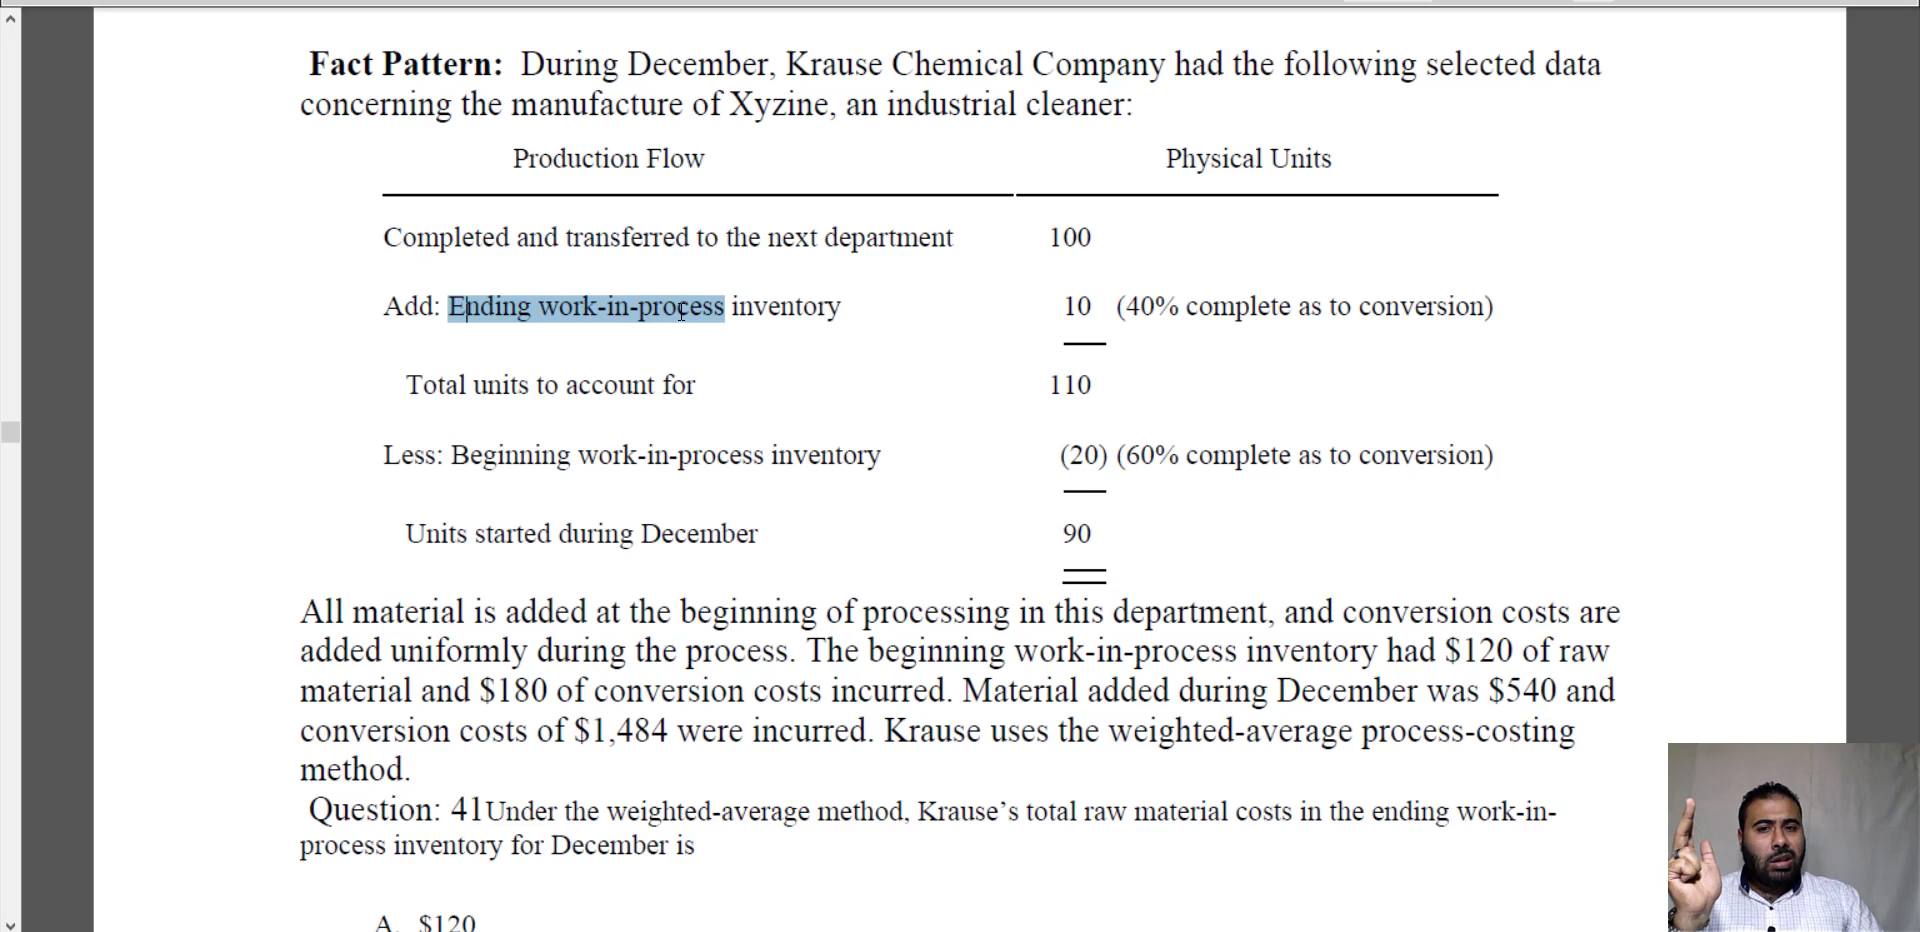 Fact Pattern: During December, Krause Chemical Company had the following selected data
concerning the manufacture of Xyzine, an industrial cleaner:
Production Flow Physical Units
Completed and transferred to the next department 100
Add: Ending work-in-process inventory 10 (40% complete as to conversion)
Total units to account for 110
Less: Beginning work-in-process inventory (20) (60% complete as to conversion)
Units started during December 90
All material is added at the beginning of processing in this department, and conversion costs are
added uniformly during the process. The beginning work-in-process inventory had $120 of raw
material and $180 of conversion costs incurred. Material added during December was $540 and
conversion costs of $1,484 were incurred. Krause uses the weighted-average process-costing
method.
Question: 41Under the weighted-average method, Krause’s total raw material costs in the ending work-in-
process inventory for December is
A. $120